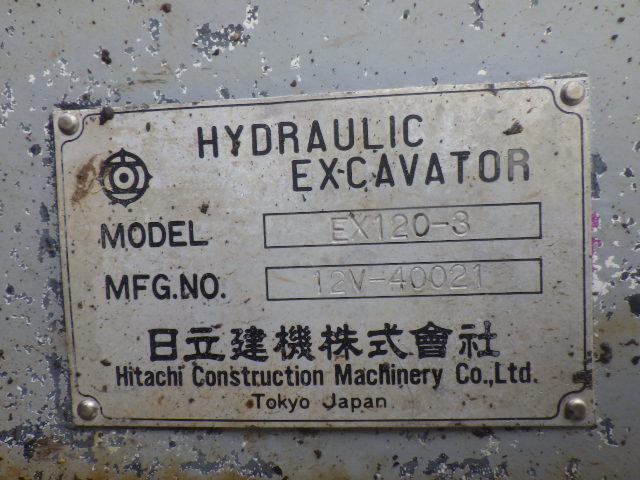 HYDRAULIC
EXCAVATOR
MODEL EX120-3
MFG.NO. 12V-40021
日立建機株式會社
Hitachi Construction Machinery Co.,Ltd.
Tokyo Japan